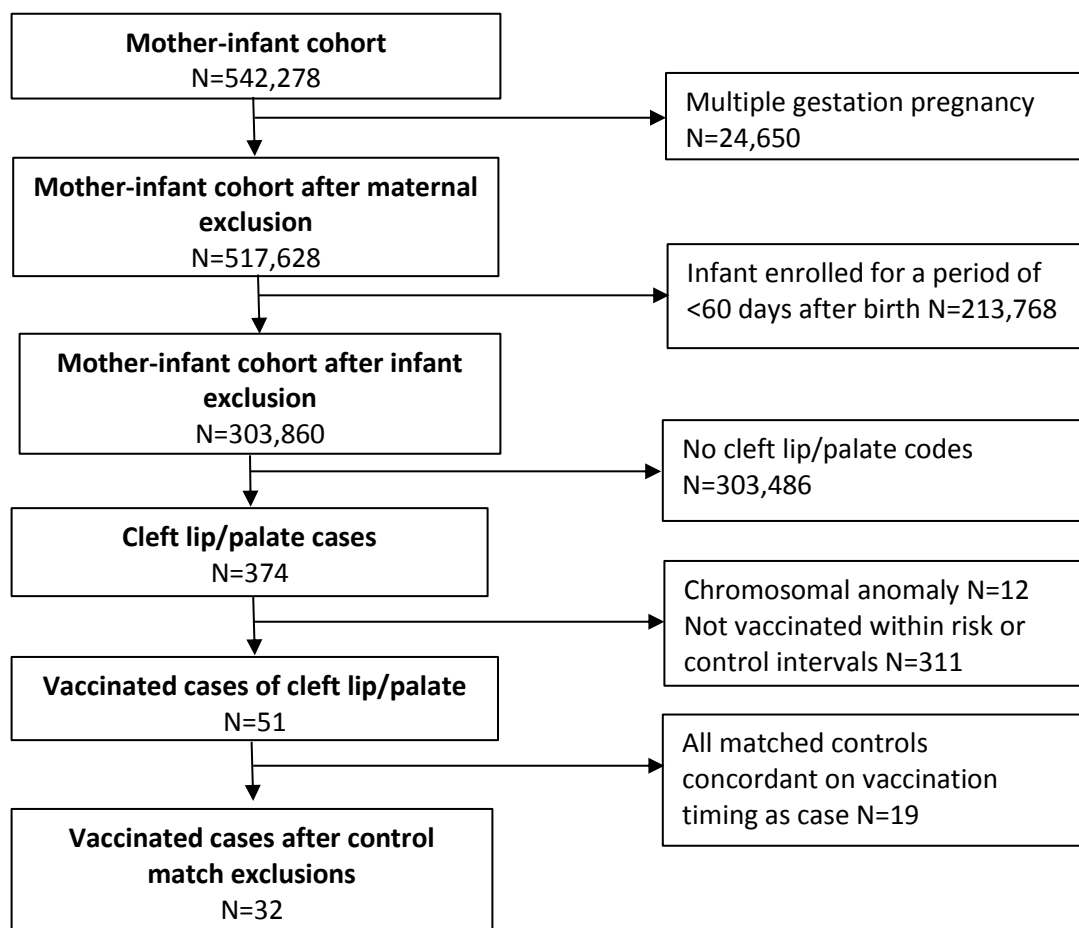 Mother-infant cohort
N=542,278
Multiple gestation pregnancy
N=24,650
Mother-infant cohort after maternal
exclusion
N=517,628
Infant enrolled for a period of
<60 days after birth N=213,768
Mother-infant cohort after infant
exclusion
N=303,860
No cleft lip/palate codes
N=303,486
Cleft lip/palate cases
N=374
Chromosomal anomaly N=12
Not vaccinated within risk or
control intervals N=311
Vaccinated cases of cleft lip/palate
N=51
All matched controls
concordant on vaccination
timing as case N=19
Vaccinated cases after control
match exclusions
N=32